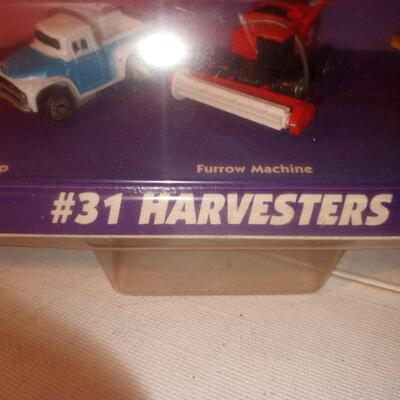 Furrow Machine
#31 HARVESTERS